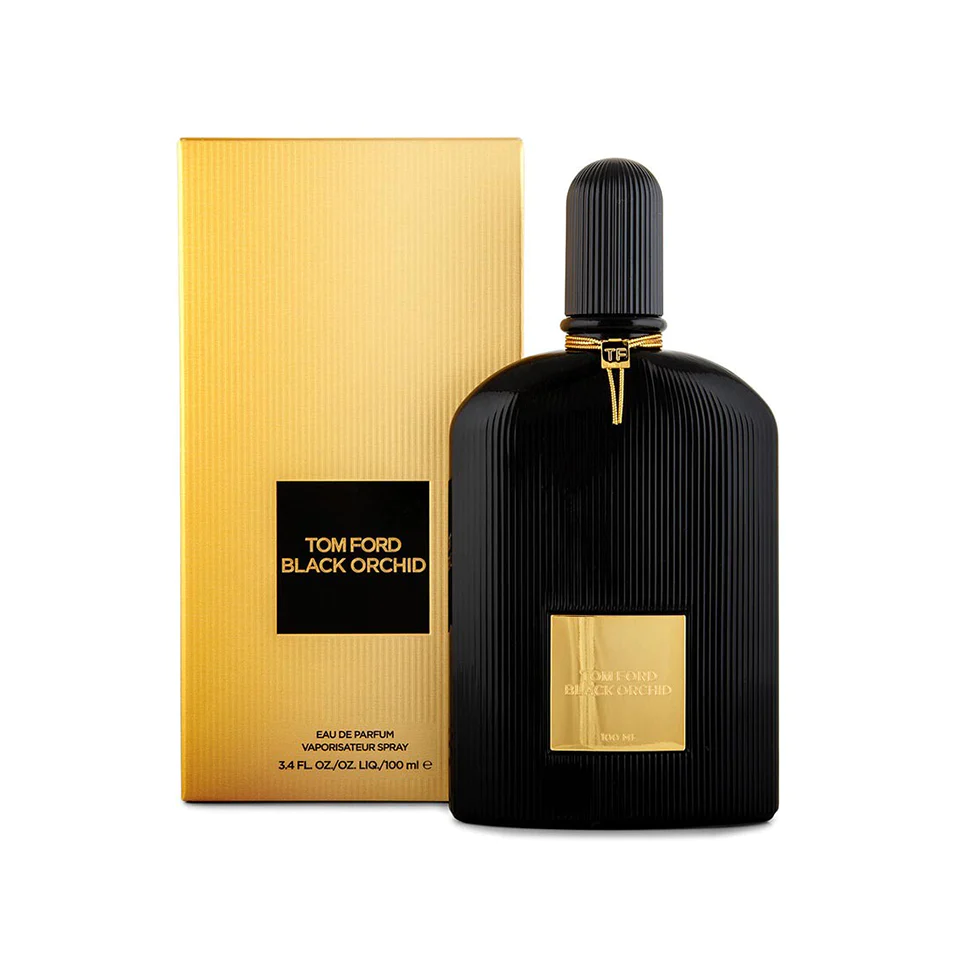 TOM FORD
BLACK ORCHID
EAU DE PARFUM
VAPORISATEUR SPRAY
3.4 FL. OZ./OZ. LIQ./100 ml ℮
TF
TOM FORD
BLACK ORCHID
100 ML